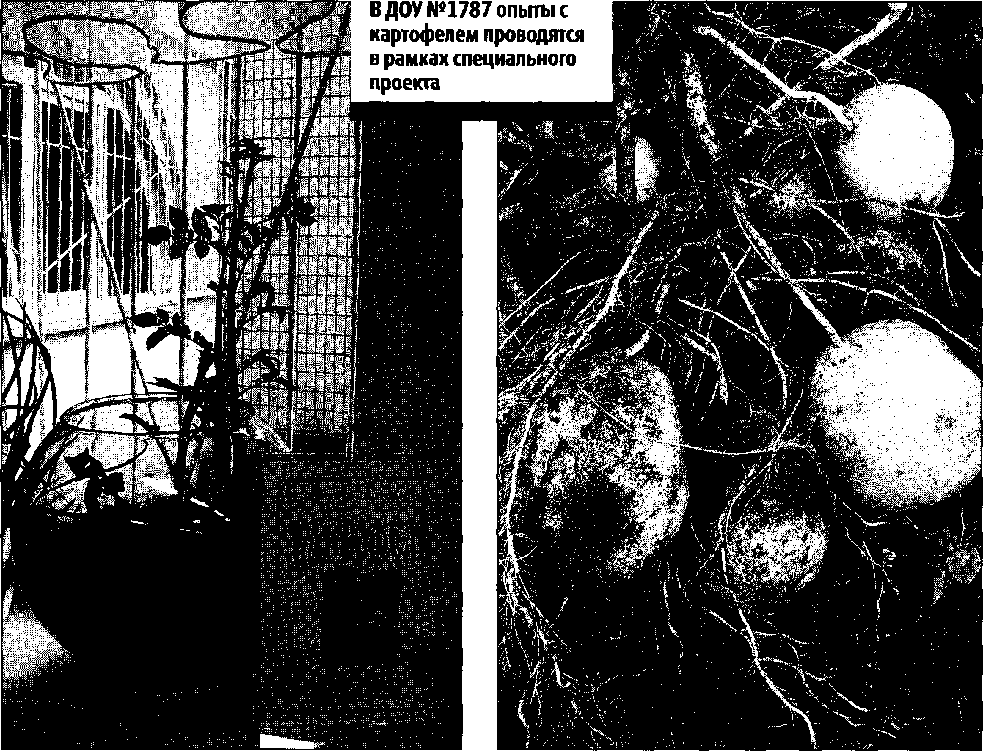 В ДОУ №1787 опыты с
картофелем проводятся
в рамках специального
проекта